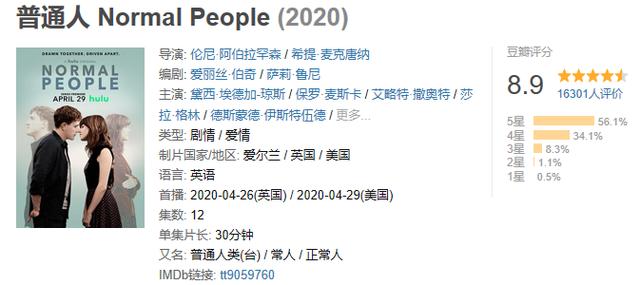 普通人 Normal People (2020)
DRAWN TOGETHER, DRIVEN APART.
NORMAL
PEOPLE
APRIL 29 hulu
导演: 伦尼·阿伯拉罕森 / 希提·麦克唐纳
编剧: 爱丽丝·伯奇 / 萨莉·鲁尼
主演: 黛西·埃德加-琼斯 / 保罗·麦斯卡 / 艾略特·撒奥特 / 莎
拉·格林 / 德斯蒙德·伊斯特伍德 / 更多...
类型: 剧情 / 爱情
制片国家/地区: 爱尔兰 / 英国 / 美国
语言: 英语
首播: 2020-04-26(英国) / 2020-04-29(美国)
集数: 12
单集片长: 30分钟
又名: 普通人类(台) / 常人 / 正常人
IMDb链接: tt9059760
豆瓣评分
8.9
16301人评价
5星 56.1%
4星 34.1%
3星 8.3%
2星 1.1%
1星 0.5%